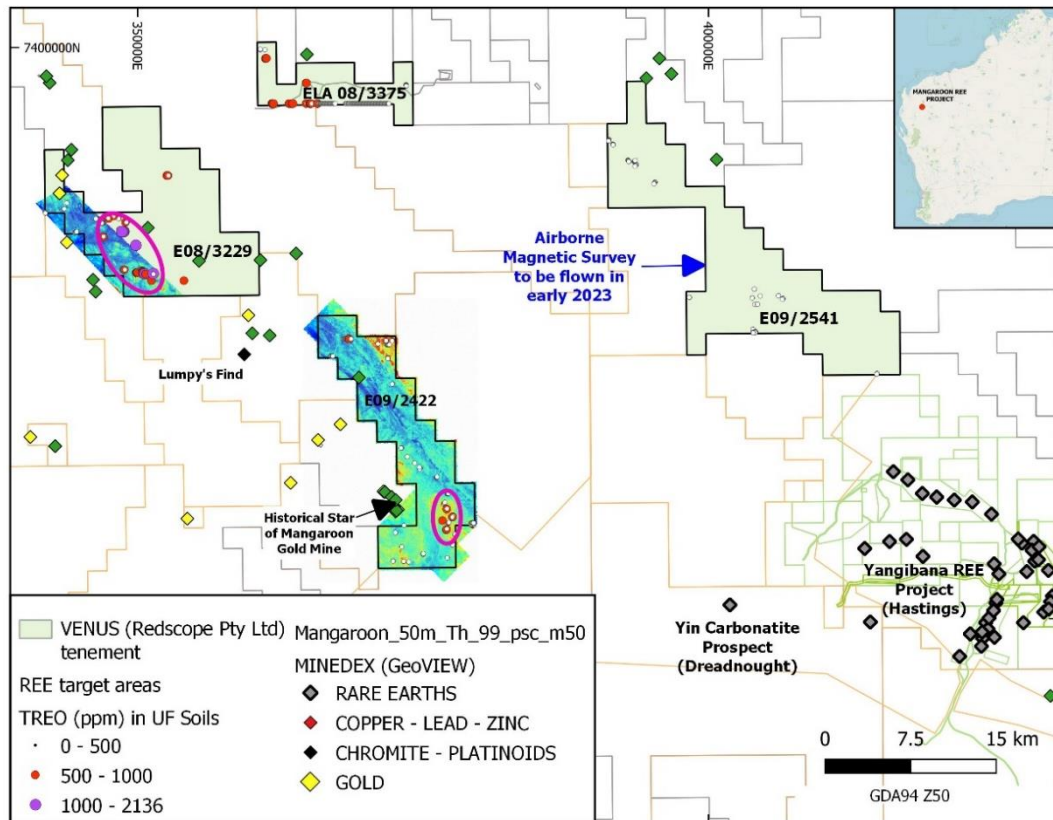 7400000N
350000E
400000E
MANGAROON REE
PROJECT
ELA 08/3375
E08/3229
Airborne
Magnetic Survey
to be flown in
early 2023
E09/2541
Lumpy's Find
E09/2422
Historical Star
of Mangaroon
Gold Mine
Yangibana REE
Project
(Hastings)
Yin Carbonatite
Prospect
(Dreadnought)
VENUS (Redscope Pty Ltd)
tenement
REE target areas
TREO (ppm) in UF Soils
0 - 500
500 - 1000
1000 - 2136
Mangaroon_50m_Th_99_psc_m50
MINEDEX (GeoVIEW)
RARE EARTHS
COPPER - LEAD - ZINC
CHROMITE - PLATINOIDS
GOLD
0 7.5 15 km
GDA94 Z50